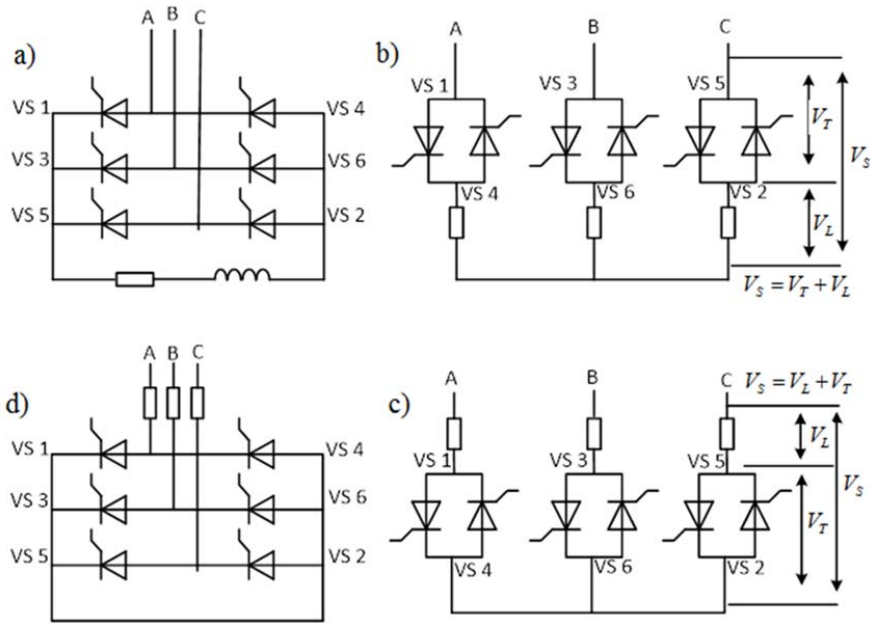 a)
A B C
VS 1 VS 4
VS 3 VS 6
VS 5 VS 2
b)
A B C
VS 1 VS 3 VS 5
VS 4 VS 6 VS 2
V_T
V_S
V_L
V_S = V_T + V_L
d)
A B C
VS 1 VS 4
VS 3 VS 6
VS 5 VS 2
c)
A B C
V_S = V_L + V_T
VS 1 VS 3 VS 5
VS 4 VS 6 VS 2
V_L
V_S
V_T